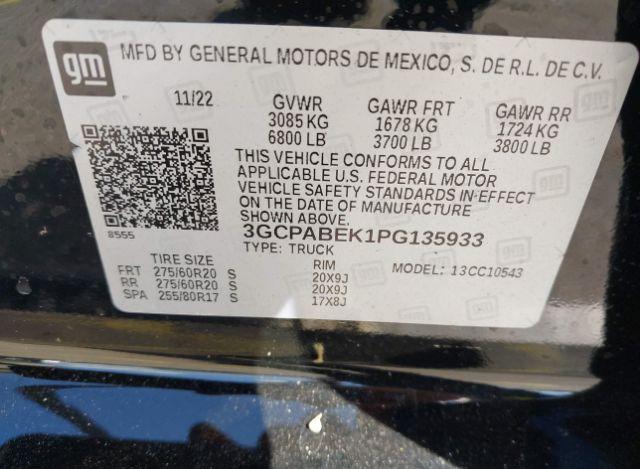 gm
MFD BY GENERAL MOTORS DE MEXICO, S. DE R.L. DE C.V.
11/22 GVWR GAWR FRT GAWR RR
3085 KG 1678 KG 1724 KG
6800 LB 3700 LB 3800 LB
THIS VEHICLE CONFORMS TO ALL
APPLICABLE U.S. FEDERAL MOTOR
VEHICLE SAFETY STANDARDS IN EFFECT
ON THE DATE OF MANUFACTURE
SHOWN ABOVE.
8555
3GCPABEK1PG135933
TYPE: TRUCK
TIRE SIZE RIM MODEL: 13CC10543
FRT 275/60R20 S 20X9J
RR 275/60R20 S 20X9J
SPA 255/80R17 S 17X8J